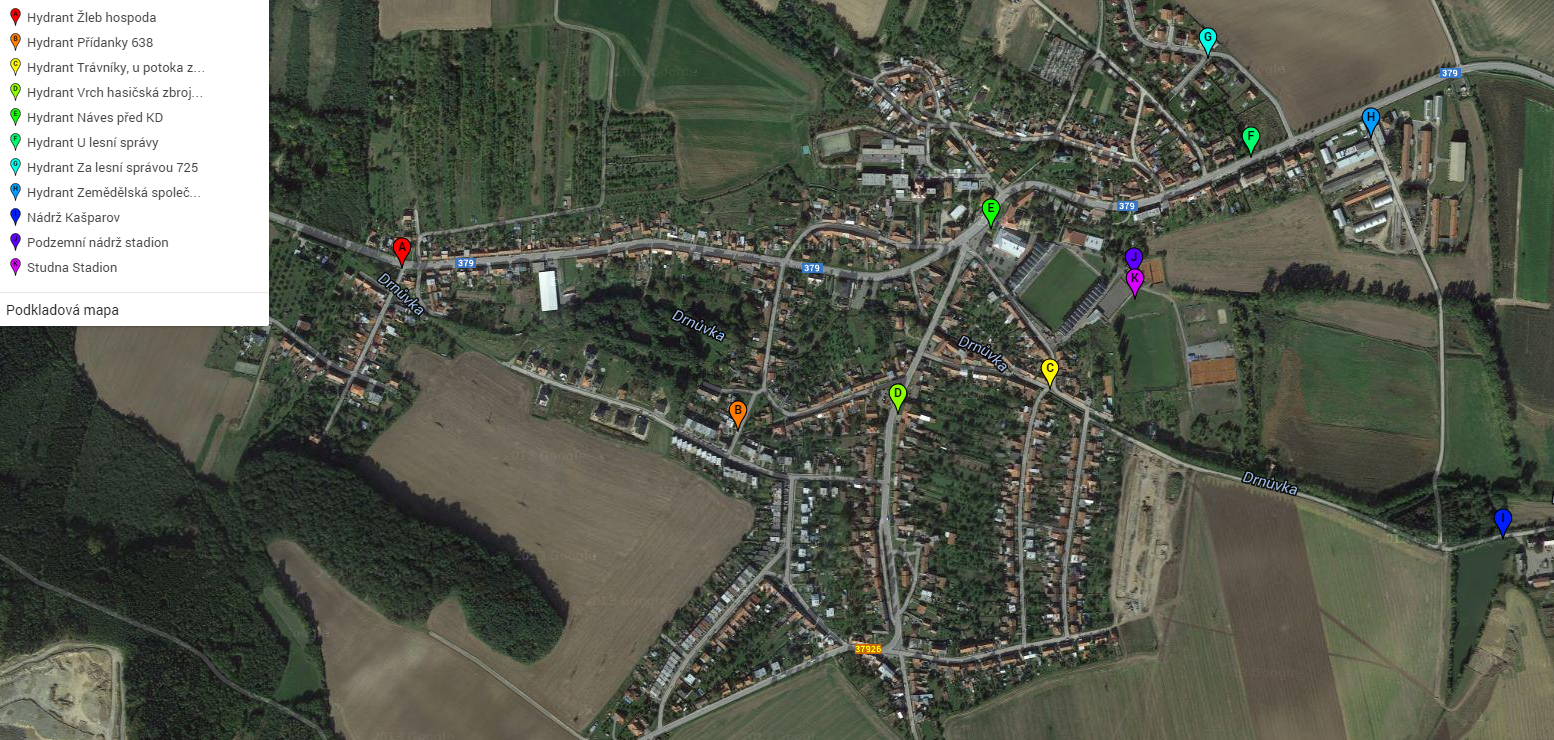 A Hydrant Žleb hospoda
B Hydrant Přídanky 638
C Hydrant Trávníky, u potoka z...
D Hydrant Vrch hasičská zbroj...
E Hydrant Náves před KD
F Hydrant U lesní správy
G Hydrant Za lesní správou 725
H Hydrant Zemědělská společ...
I Nádrž Kašparov
J Podzemní nádrž stadion
K Studna Stadion
Podkladová mapa
G
379
H
F
379
E
A
379
379
J
K
Drnůvka
Drnůvka
Drnůvka
C
D
B
Drnůvka
I
37926